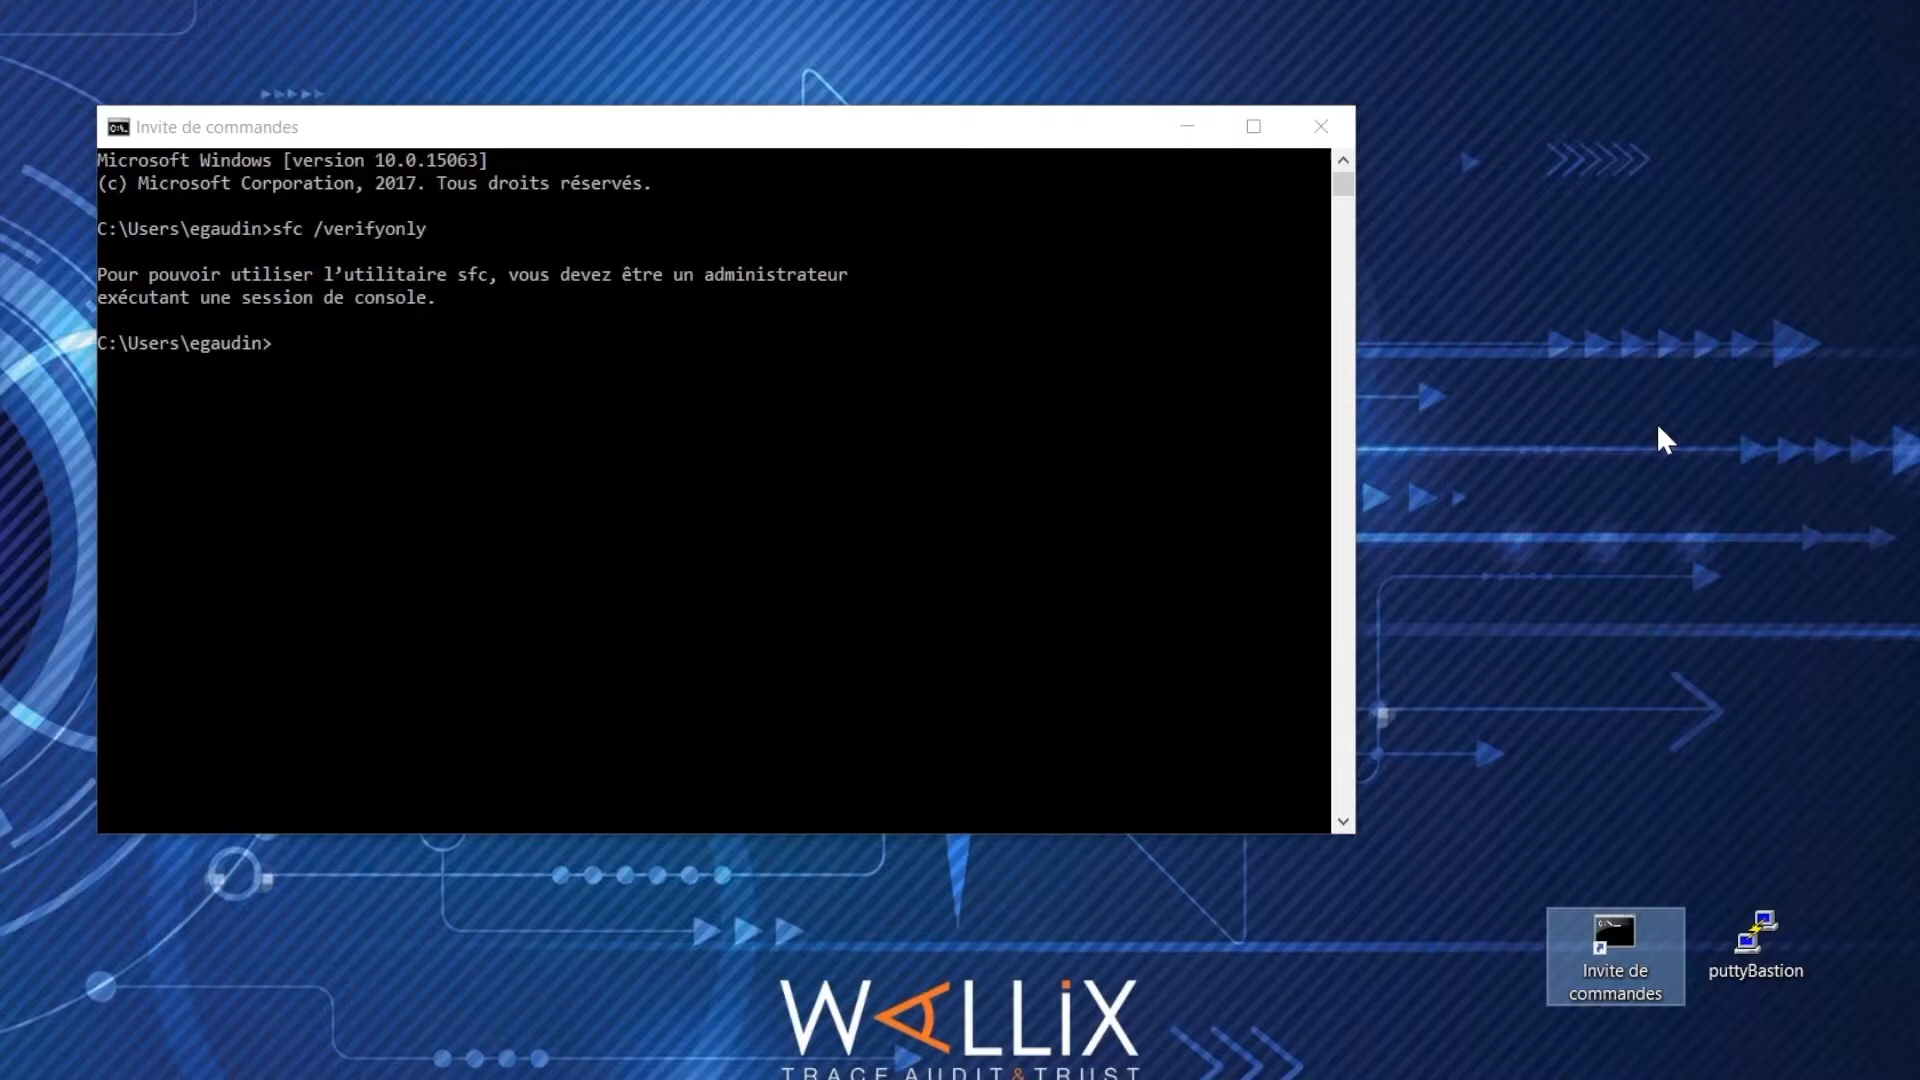 Invite de commandes
Microsoft Windows [version 10.0.15063]
(c) Microsoft Corporation, 2017. Tous droits réservés.
C:\Users\egaudin>sfc /verifyonly
Pour pouvoir utiliser l’utilitaire sfc, vous devez être un administrateur
exécutant une session de console.
C:\Users\egaudin>
Invite de
commandes
puttyBastion
WALLiX
TRACE AUDIT & TRUST